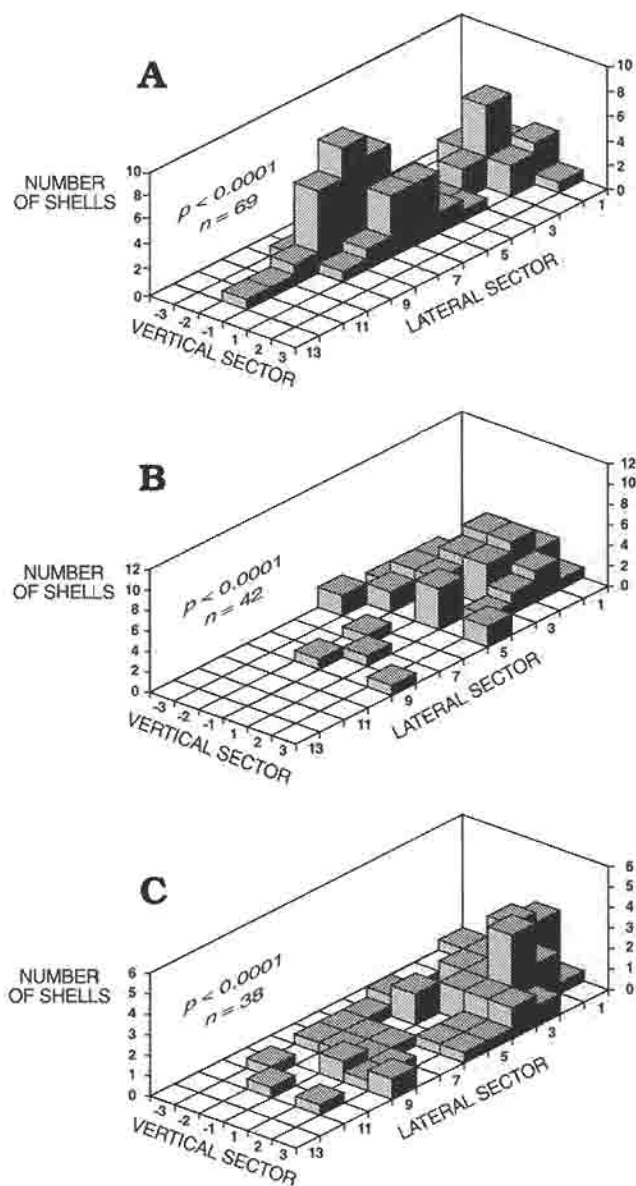 A
10
8
6
4
2
0
NUMBER
OF SHELLS
10
8
6
4
2
0
p < 0.0001
n = 69
-3 -2 -1 1 2 3
VERTICAL SECTOR
13 11 9 7 5 3 1
LATERAL SECTOR
B
12
10
8
6
4
2
0
NUMBER
OF SHELLS
12
10
8
6
4
2
0
p < 0.0001
n = 42
-3 -2 -1 1 2 3
VERTICAL SECTOR
13 11 9 7 5 3 1
LATERAL SECTOR
C
6
5
4
3
2
1
0
NUMBER
OF SHELLS
6
5
4
3
2
1
0
p < 0.0001
n = 38
-3 -2 -1 1 2 3
VERTICAL SECTOR
13 11 9 7 5 3 1
LATERAL SECTOR